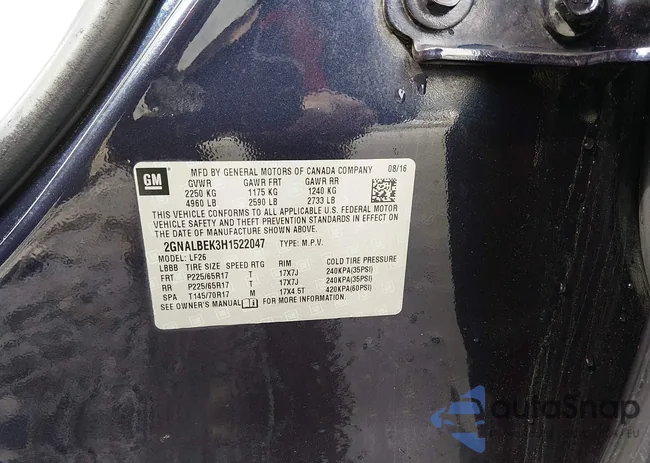 GM
MFD BY GENERAL MOTORS OF CANADA COMPANY 08/16
GVWR GAWR FRT GAWR RR
2250 KG 1175 KG 1240 KG
4960 LB 2590 LB 2733 LB
THIS VEHICLE CONFORMS TO ALL APPLICABLE U.S. FEDERAL MOTOR
VEHICLE SAFETY AND THEFT PREVENTION STANDARDS IN EFFECT ON
THE DATE OF MANUFACTURE SHOWN ABOVE.
2GNALBEK3H1522047 TYPE: M.P.V.
MODEL: LF26
LBBB TIRE SIZE SPEED RTG RIM COLD TIRE PRESSURE
FRT P225/65R17 T 17X7J 240KPA(35PSI)
RR P225/65R17 T 17X7J 240KPA(35PSI)
SPA T145/70R17 M 17X4.5T 420KPA(60PSI)
SEE OWNER'S MANUAL FOR MORE INFORMATION.
autoSnap